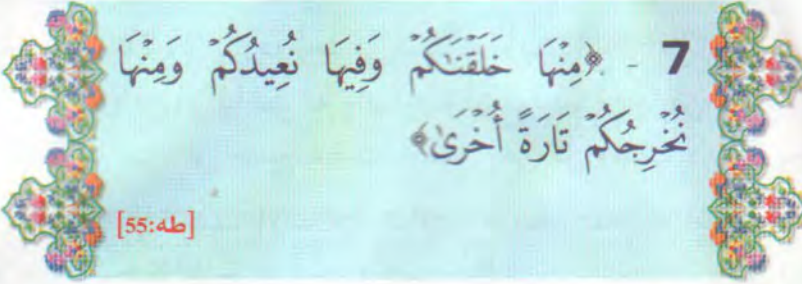 7 - ﴿مِنْهَا خَلَقْنَٰكُمْ وَفِيهَا نُعِيدُكُمْ وَمِنْهَا
نُخْرِجُكُمْ تَارَةً أُخْرَىٰ﴾
[طه:55]